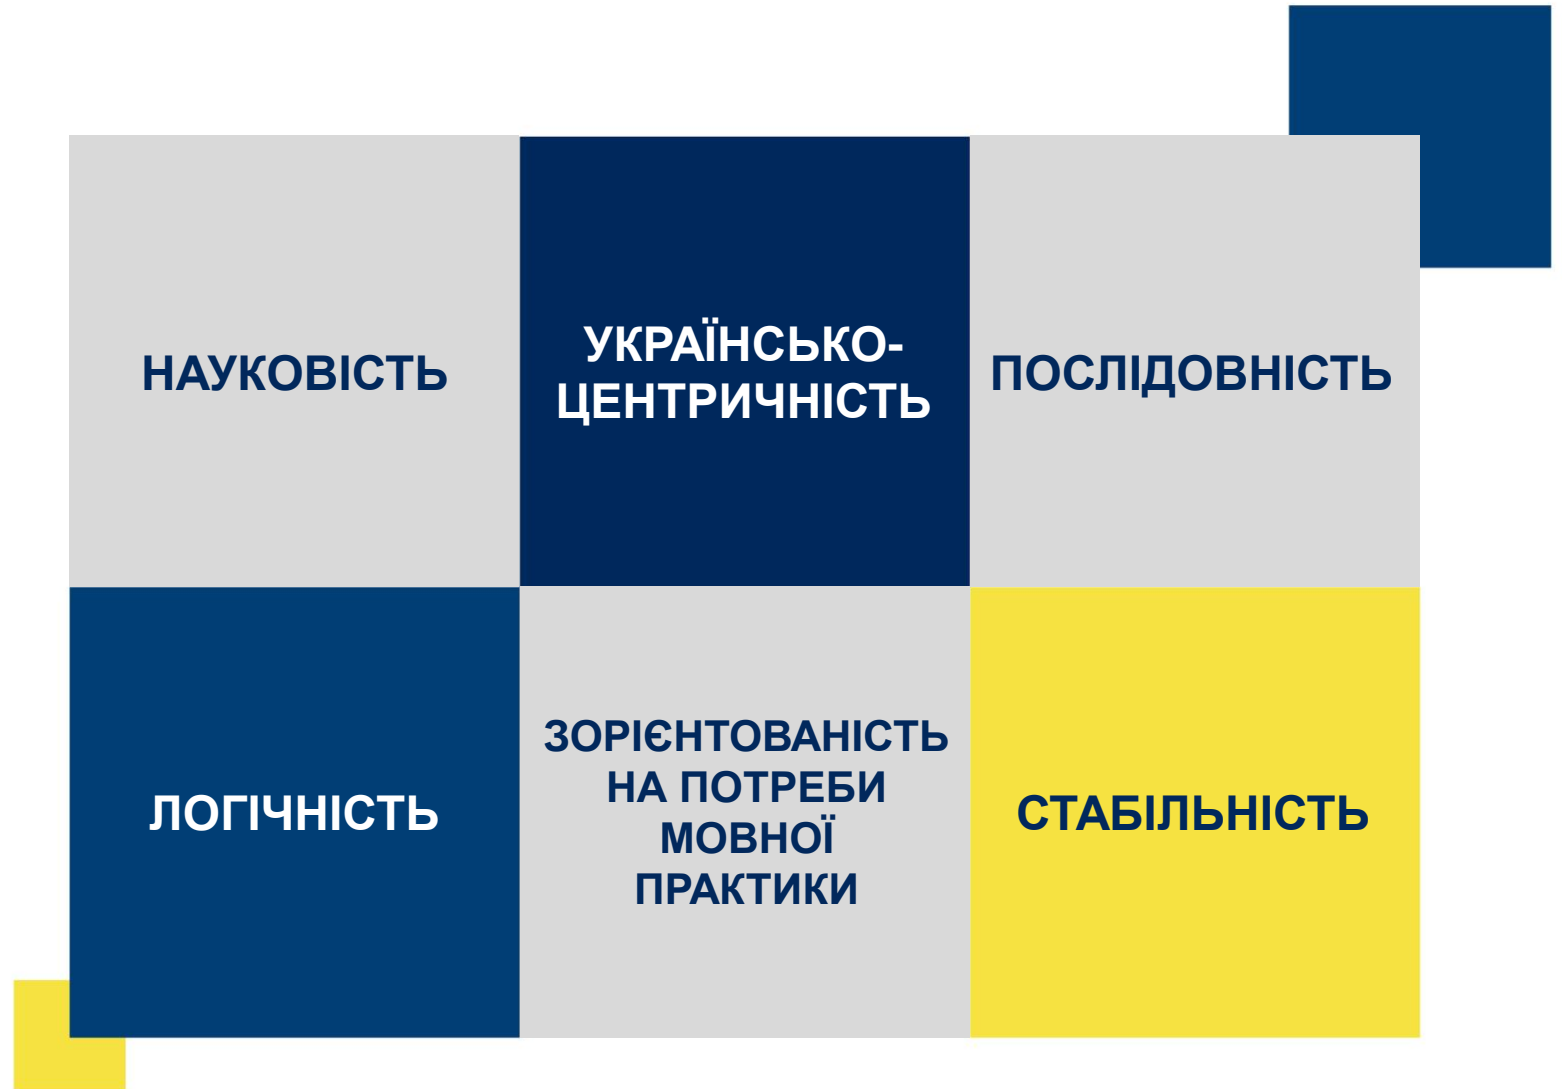 НАУКОВІСТЬ
УКРАЇНСЬКО-
ЦЕНТРИЧНІСТЬ
ПОСЛІДОВНІСТЬ
ЛОГІЧНІСТЬ
ЗОРІЄНТОВАНІСТЬ
НА ПОТРЕБИ
МОВНОЇ
ПРАКТИКИ
СТАБІЛЬНІСТЬ